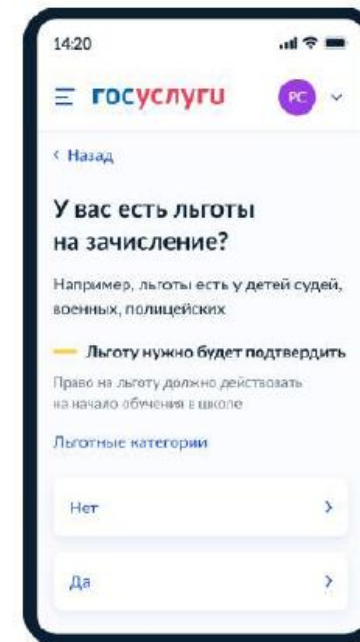 14:20
госуслуги
РС
Назад
У вас есть льготы
на зачисление?
Например, льготы есть у детей судей,
военных, полицейских
Льготу нужно будет подтвердить
Право на льготу должно действовать
на начало обучения в школе
Льготные категории
Нет
Да